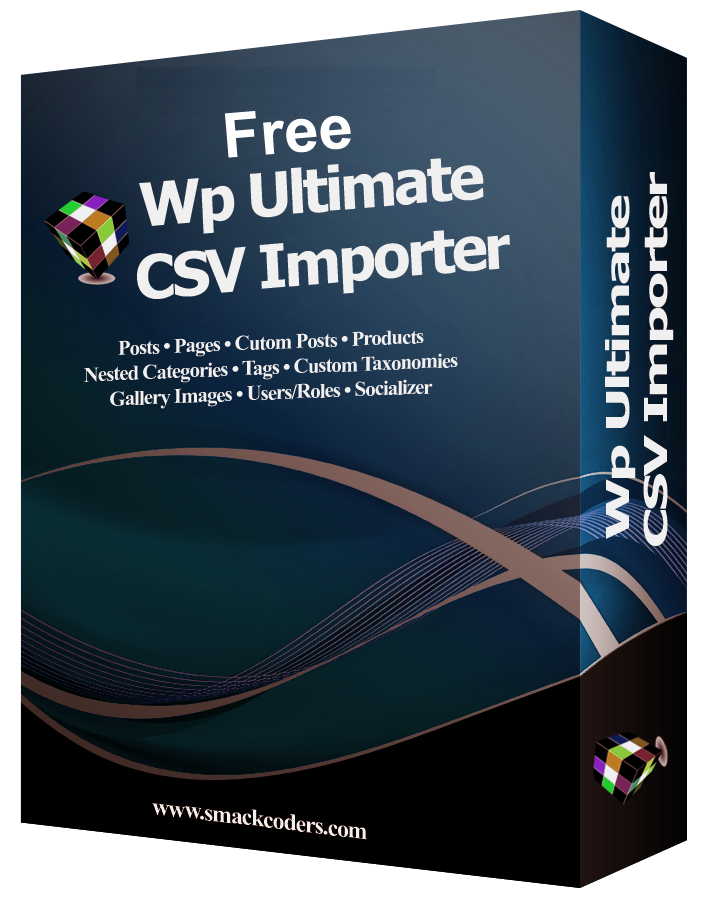 Free
Wp Ultimate
CSV Importer
Posts • Pages • Cutom Posts • Products
Nested Categories • Tags • Custom Taxonomies
Gallery Images • Users/Roles • Socializer
www.smackcoders.com
Wp Ultimate
CSV Importer